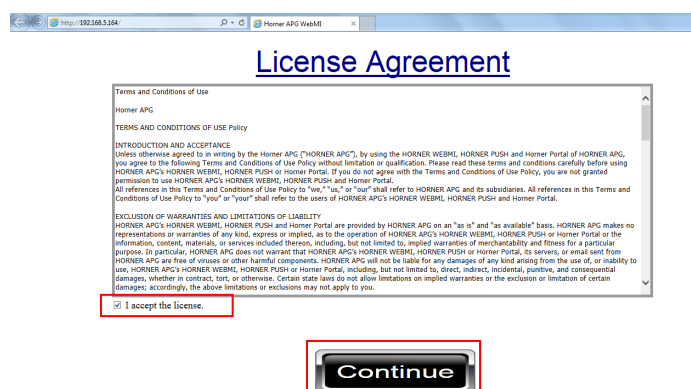 http://192.168.5.164/
Horner APG WebMI
License Agreement
Terms and Conditions of Use
Horner APG
TERMS AND CONDITIONS OF USE Policy
INTRODUCTION AND ACCEPTANCE
Unless otherwise agreed to in writing by the Horner APG ("HORNER APG"), by using the HORNER WEBMI, HORNER PUSH and Horner Portal of HORNER APG,
you agree to the following Terms and Conditions of Use Policy without limitation or qualification. Please read these terms and conditions carefully before using
HORNER APG's HORNER WEBMI, HORNER PUSH or Horner Portal. If you do not agree with the Terms and Conditions of Use Policy, you are not granted
permission to use HORNER APG's HORNER WEBMI, HORNER PUSH and Horner Portal.
All references in this Terms and Conditions of Use Policy to "we," "us," or "our" shall refer to HORNER APG and its subsidiaries. All references in this Terms and
Conditions of Use Policy to "you" or "your" shall refer to the users of HORNER APG's HORNER WEBMI, HORNER PUSH and Horner Portal.
EXCLUSION OF WARRANTIES AND LIMITATIONS OF LIABILITY
HORNER APG's HORNER WEBMI, HORNER PUSH and Horner Portal are provided by HORNER APG on an "as is" and "as available" basis. HORNER APG makes no
representations or warranties of any kind, express or implied, as to the operation of HORNER APG's HORNER WEBMI, HORNER PUSH or Horner Portal or the
information, content, materials, or services included thereon, including, but not limited to, implied warranties of merchantability and fitness for a particular
purpose. In particular, HORNER APG does not warrant that HORNER APG's HORNER WEBMI, HORNER PUSH or Horner Portal, its servers, or email sent from
HORNER APG are free of viruses or other harmful components. HORNER APG will not be liable for any damages of any kind arising from the use of, or inability to
use, HORNER APG's HORNER WEBMI, HORNER PUSH or Horner Portal, including, but not limited to, direct, indirect, incidental, punitive, and consequential
damages, whether in contract, tort, or otherwise. Certain state laws do not allow limitations on implied warranties or the exclusion or limitation of certain
damages; accordingly, the above limitations or exclusions may not apply to you.
I accept the license.
Continue